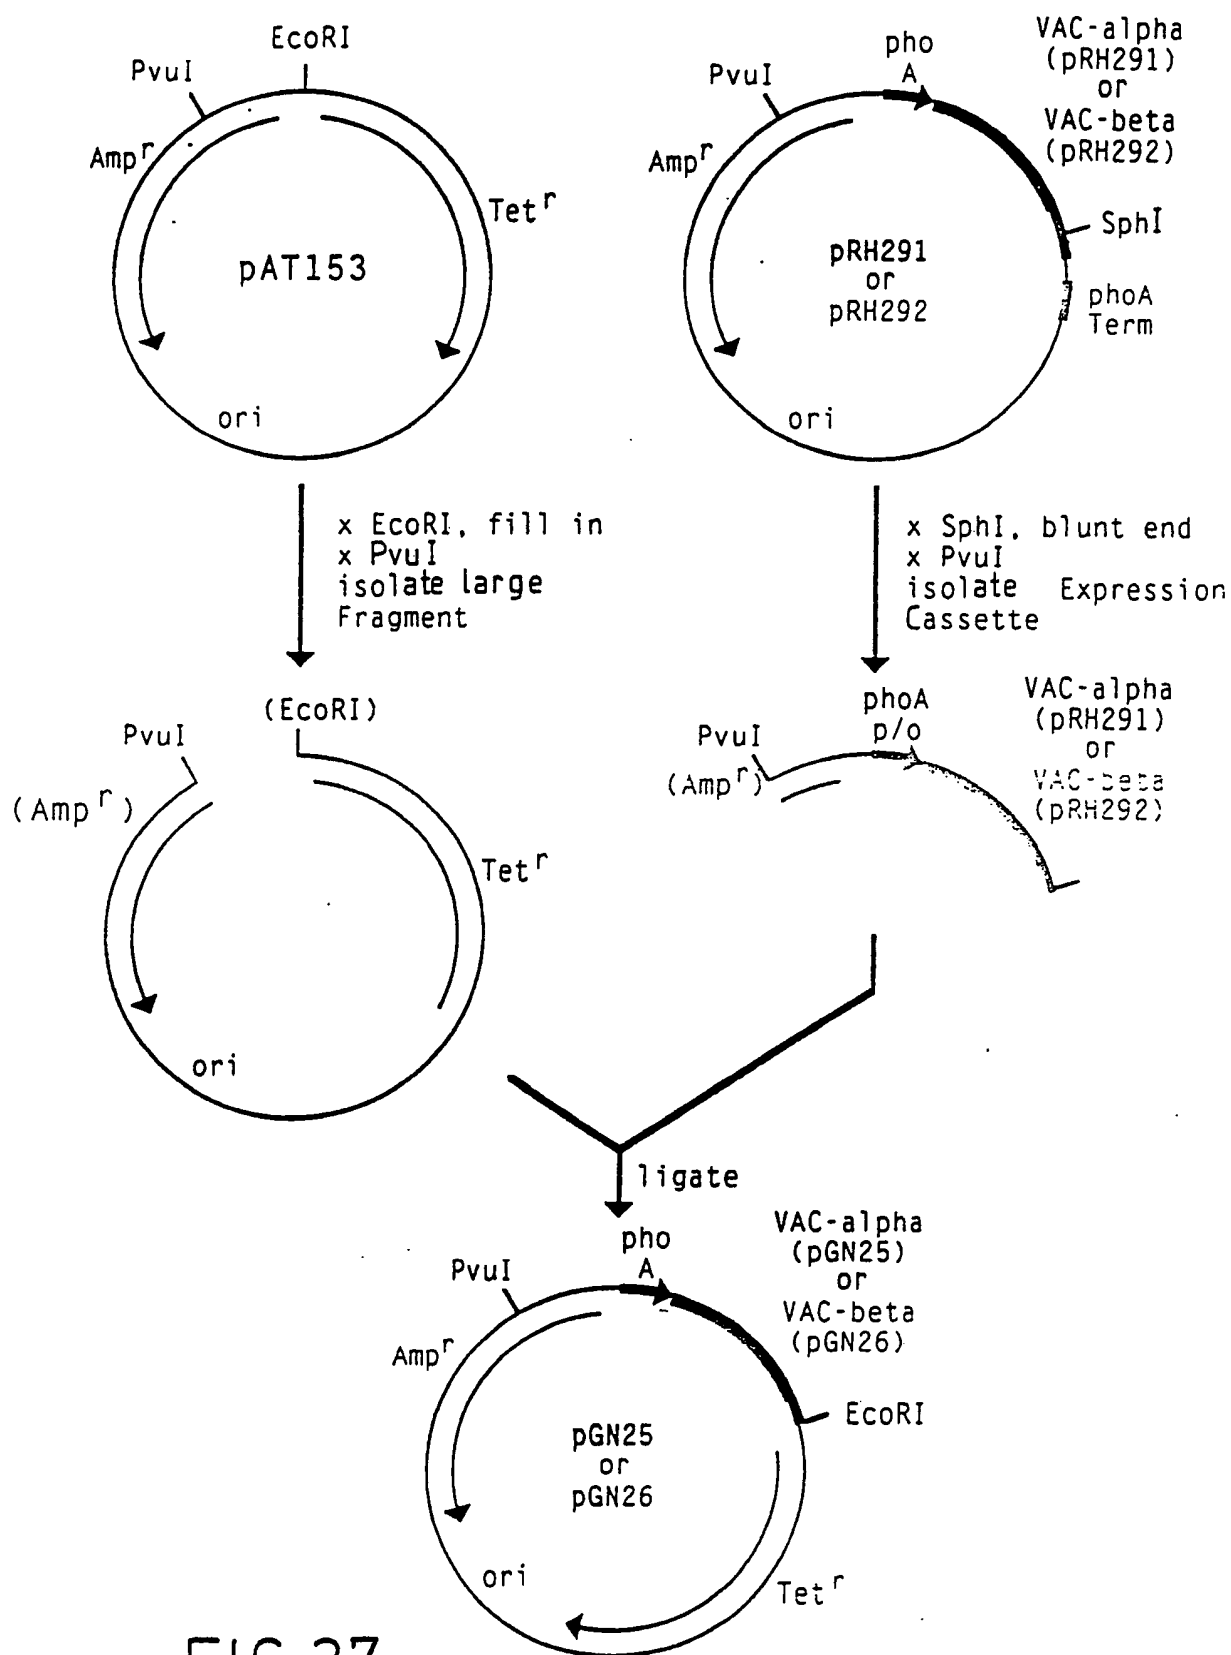 EcoRI
PvuI
Amp^r
Tet^r
pAT153
ori
pho
A
VAC-alpha
(pRH291)
or
VAC-beta
(pRH292)
PvuI
Amp^r
SphI
pRH291
or
pRH292
phoA
Term
ori
x EcoRI, fill in
x PvuI
isolate large
Fragment
x SphI, blunt end
x PvuI
isolate Expression
Cassette
(EcoRI)
PvuI
(Amp^r)
Tet^r
ori
phoA
p/o
VAC-alpha
(pRH291)
or
VAC-beta
(pRH292)
PvuI
(Amp^r)
ligate
pho
A
VAC-alpha
(pGN25)
or
VAC-beta
(pGN26)
PvuI
Amp^r
EcoRI
pGN25
or
pGN26
ori
Tet^r